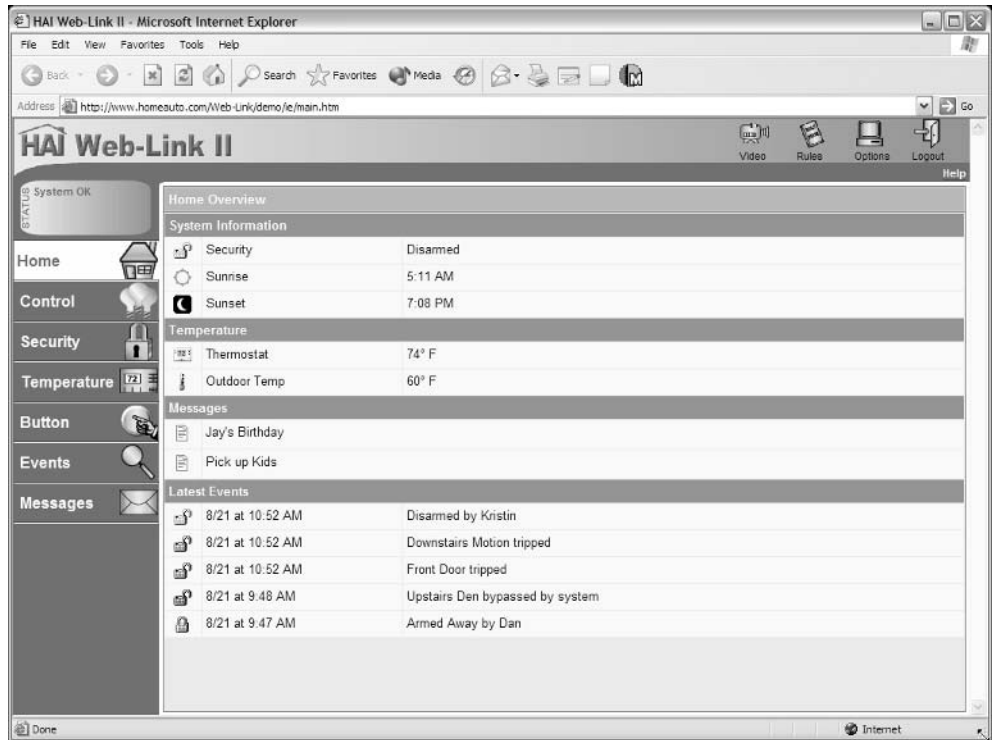 HAI Web-Link II - Microsoft Internet Explorer
File Edit View Favorites Tools Help
Back Search Favorites Media
Address http://www.homeauto.com/Web-Link/demo/ie/main.htm Go
HAI Web-Link II
Video Rules Options Logout
Help
STATUS System OK
Home Overview
System Information
Security Disarmed
Home
Sunrise 5:11 AM
Control
Sunset 7:08 PM
Temperature
Security
Thermostat 74° F
Temperature 72
Outdoor Temp 60° F
Messages
Button
Jay's Birthday
Events
Pick up Kids
Latest Events
Messages
8/21 at 10:52 AM Disarmed by Kristin
8/21 at 10:52 AM Downstairs Motion tripped
8/21 at 10:52 AM Front Door tripped
8/21 at 9:48 AM Upstairs Den bypassed by system
8/21 at 9:47 AM Armed Away by Dan
Done Internet